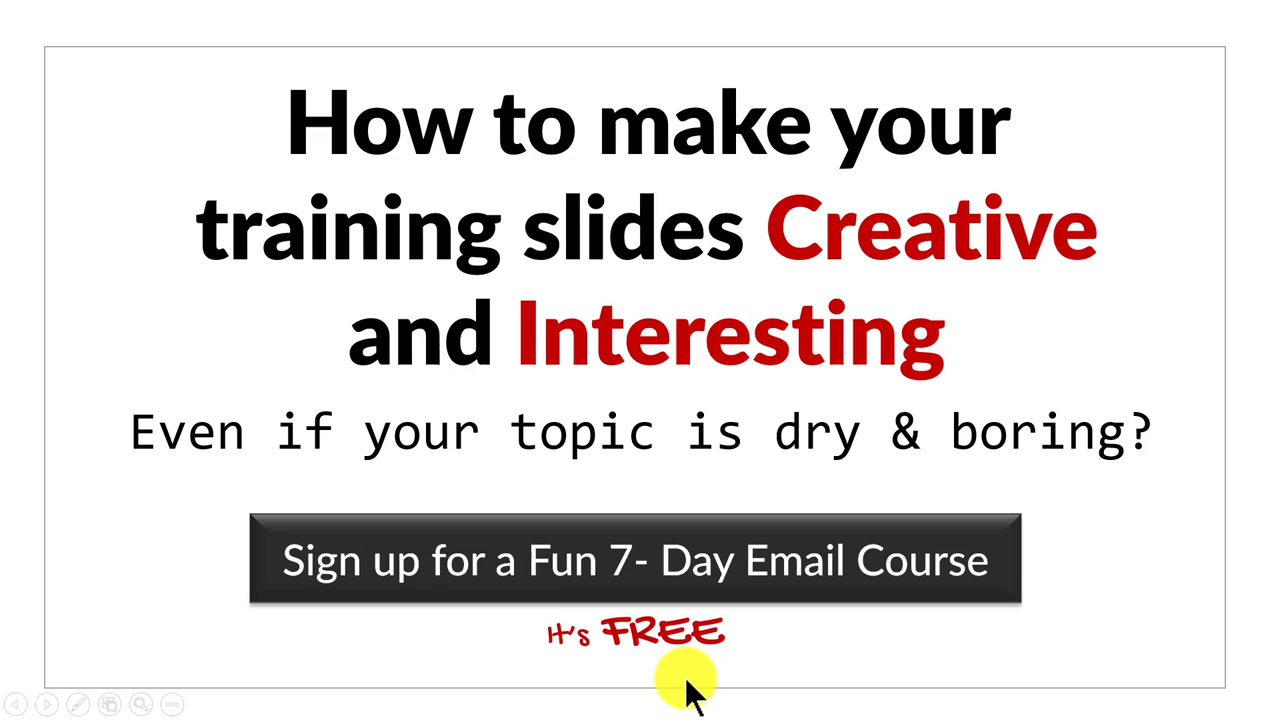 How to make your
training slides Creative
and Interesting
Even if your topic is dry & boring?
Sign up for a Fun 7- Day Email Course
It's FREE